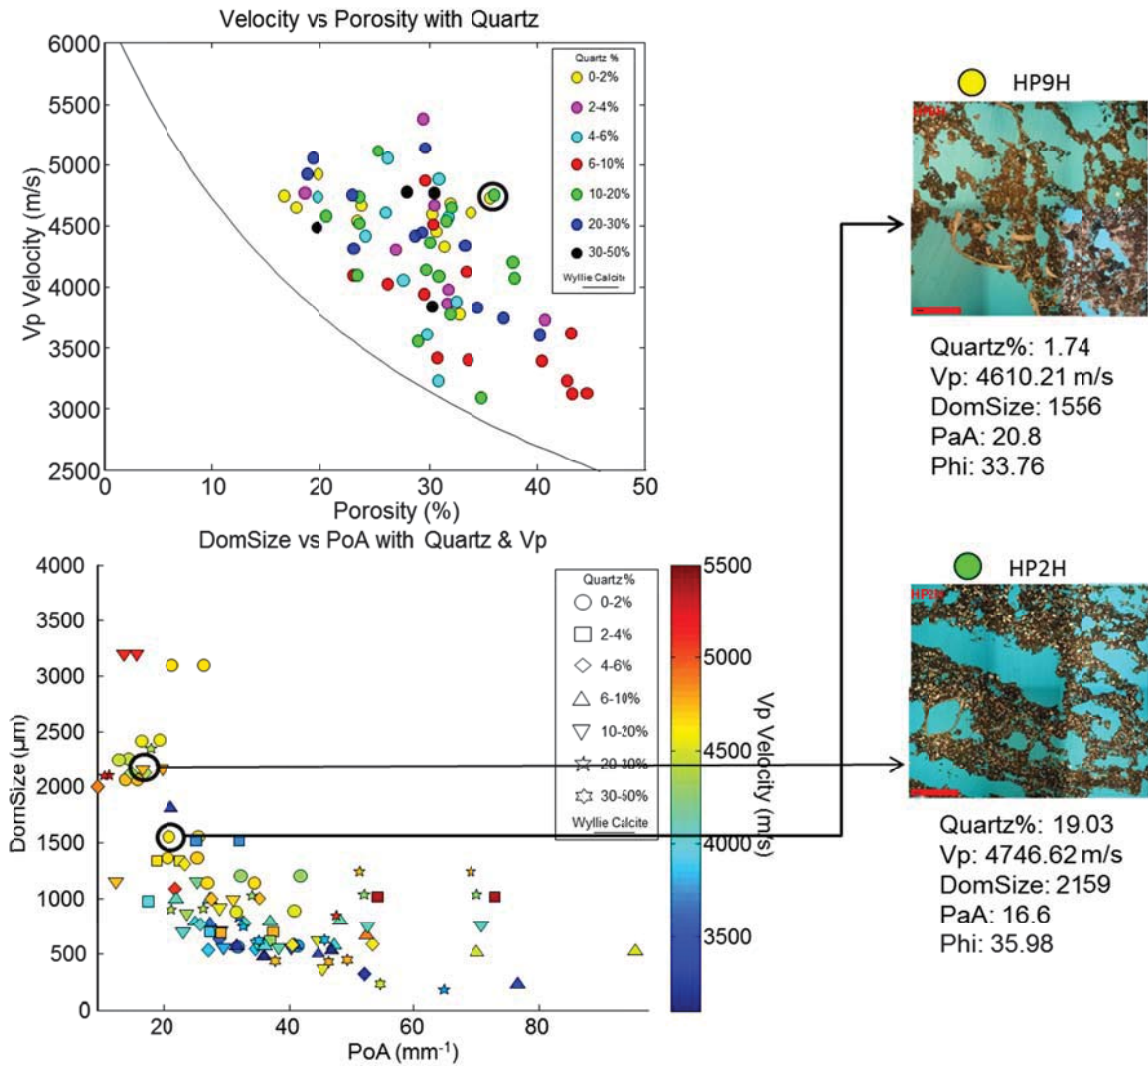 Velocity vs Porosity with Quartz
6000
5500
5000
4500
4000
3500
3000
2500
Vp Velocity (m/s)
Quartz %
0-2%
2-4%
4-6%
6-10%
10-20%
20-30%
30-50%
Wyllie Calcite
0
10
20
30
40
50
Porosity (%)
HP9H
HP9H
Quartz%: 1.74
Vp: 4610.21 m/s
DomSize: 1556
PaA: 20.8
Phi: 33.76
DomSize vs PoA with Quartz & Vp
4000
3500
3000
2500
2000
1500
1000
500
0
DomSize (µm)
Quartz%
0-2%
2-4%
4-6%
6-10%
10-20%
Wyllie Calcite
5500
5000
4500
4000
3500
Vp Velocity (m/s)
20
40
60
80
PoA (mm⁻¹)
HP2H
HP2H
Quartz%: 19.03
Vp: 4746.62 m/s
DomSize: 2159
PaA: 16.6
Phi: 35.98